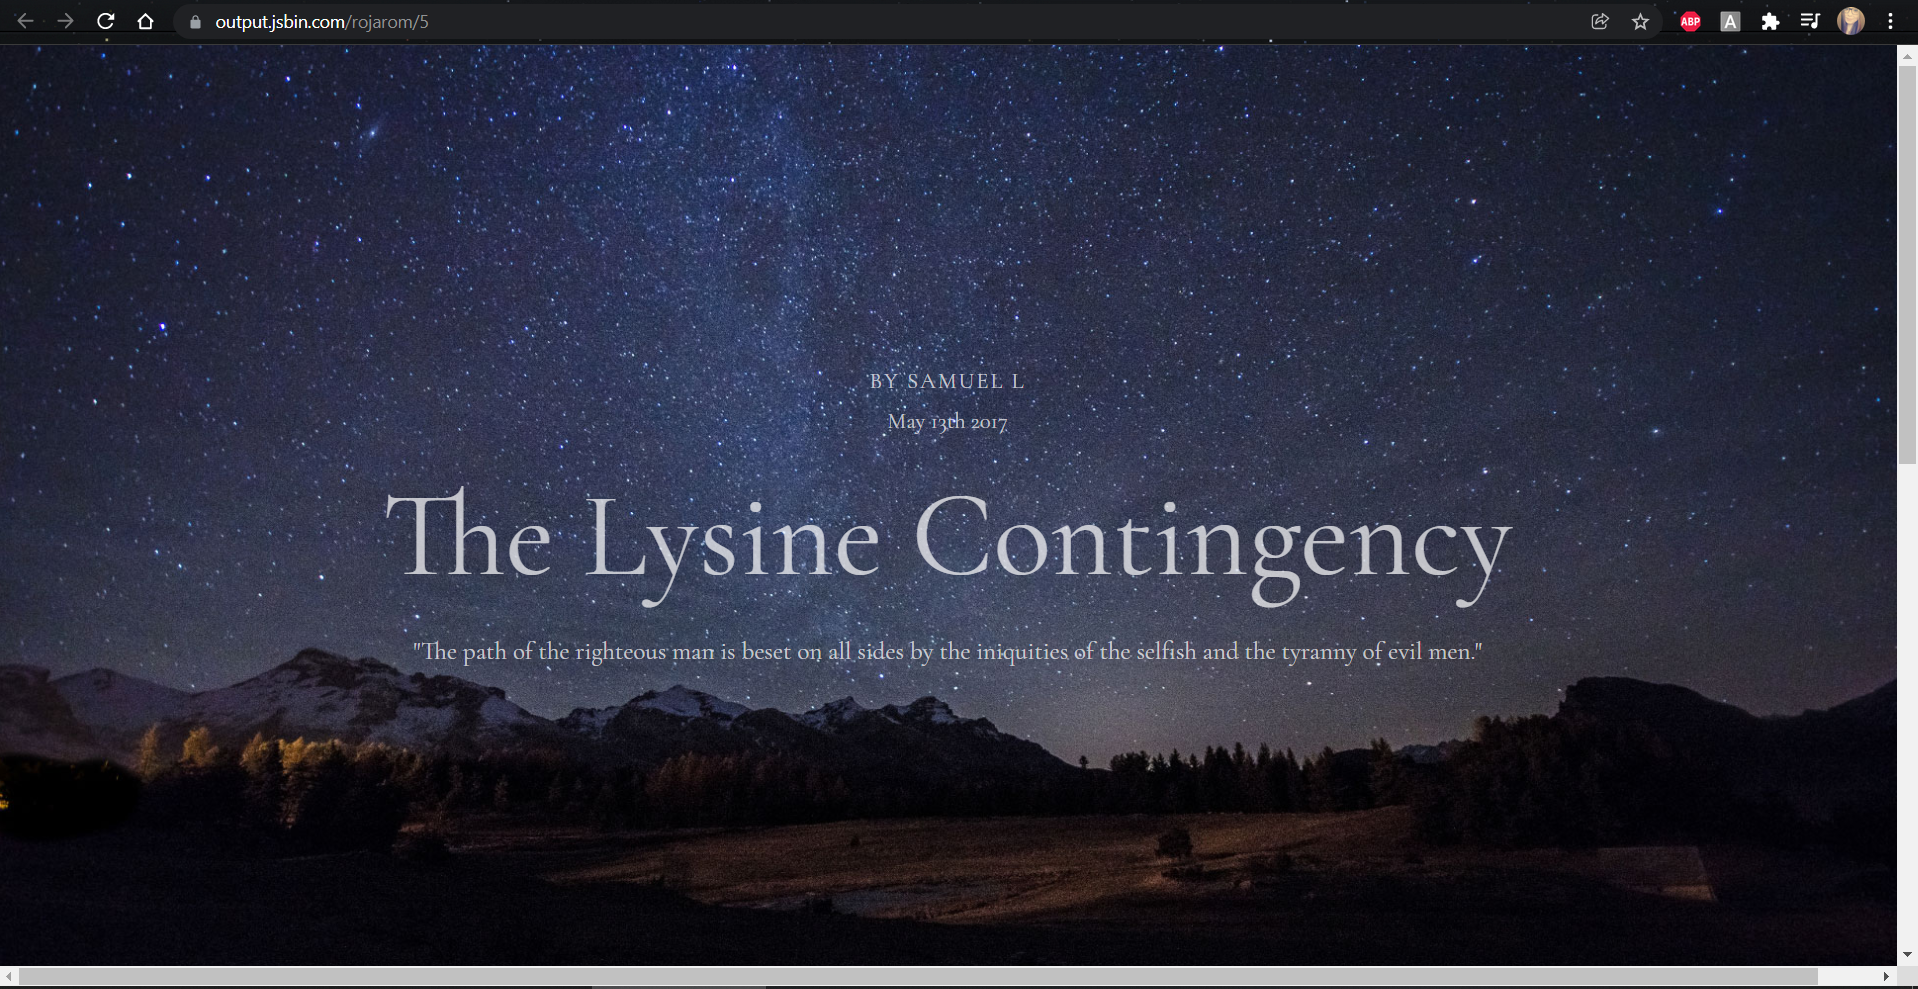 output.jsbin.com/rojarom/5
ABP
A
BY SAMUEL L
May 13th 2017
The Lysine Contingency
"The path of the righteous man is beset on all sides by the iniquities of the selfish and the tyranny of evil men."